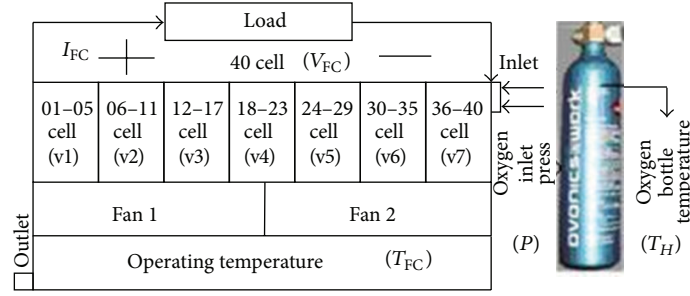 Load
I_FC
40 cell (V_FC)
Inlet
01–05 cell (v1)
06–11 cell (v2)
12–17 cell (v3)
18–23 cell (v4)
24–29 cell (v5)
30–35 cell (v6)
36–40 cell (v7)
Oxygen inlet press
(P)
ovonics work
Oxygen bottle temperature
(T_H)
Fan 1
Fan 2
Outlet
Operating temperature (T_FC)